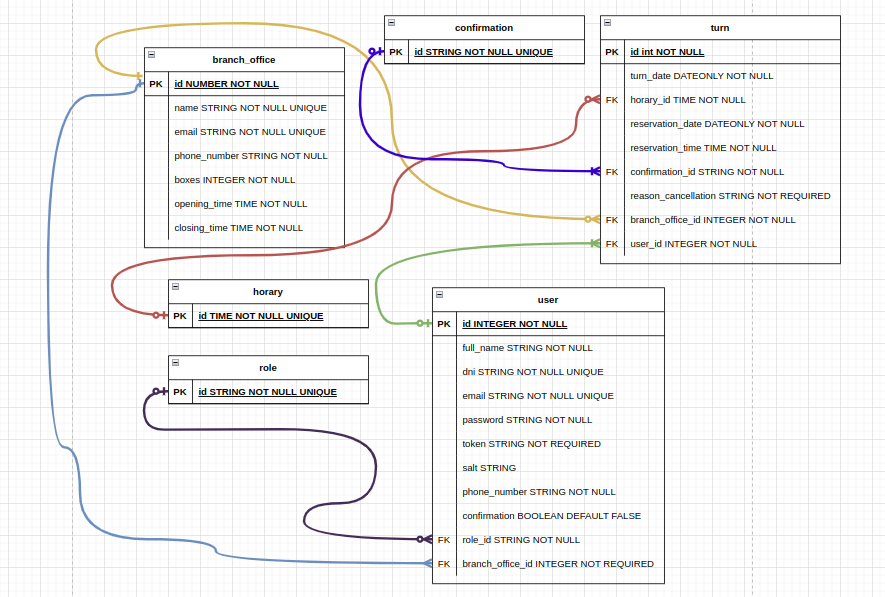 branch_office
PK id NUMBER NOT NULL
name STRING NOT NULL UNIQUE
email STRING NOT NULL UNIQUE
phone_number STRING NOT NULL
boxes INTEGER NOT NULL
opening_time TIME NOT NULL
closing_time TIME NOT NULL
confirmation
PK id STRING NOT NULL UNIQUE
turn
PK id int NOT NULL
turn_date DATEONLY NOT NULL
FK horary_id TIME NOT NULL
reservation_date DATEONLY NOT NULL
reservation_time TIME NOT NULL
FK confirmation_id STRING NOT NULL
reason_cancellation STRING NOT REQUIRED
FK branch_office_id INTEGER NOT NULL
FK user_id INTEGER NOT NULL
horary
PK id TIME NOT NULL UNIQUE
role
PK id STRING NOT NULL UNIQUE
user
PK id INTEGER NOT NULL
full_name STRING NOT NULL
dni STRING NOT NULL UNIQUE
email STRING NOT NULL UNIQUE
password STRING NOT NULL
token STRING NOT REQUIRED
salt STRING
phone_number STRING NOT NULL
confirmation BOOLEAN DEFAULT FALSE
FK role_id STRING NOT NULL
FK branch_office_id INTEGER NOT REQUIRED